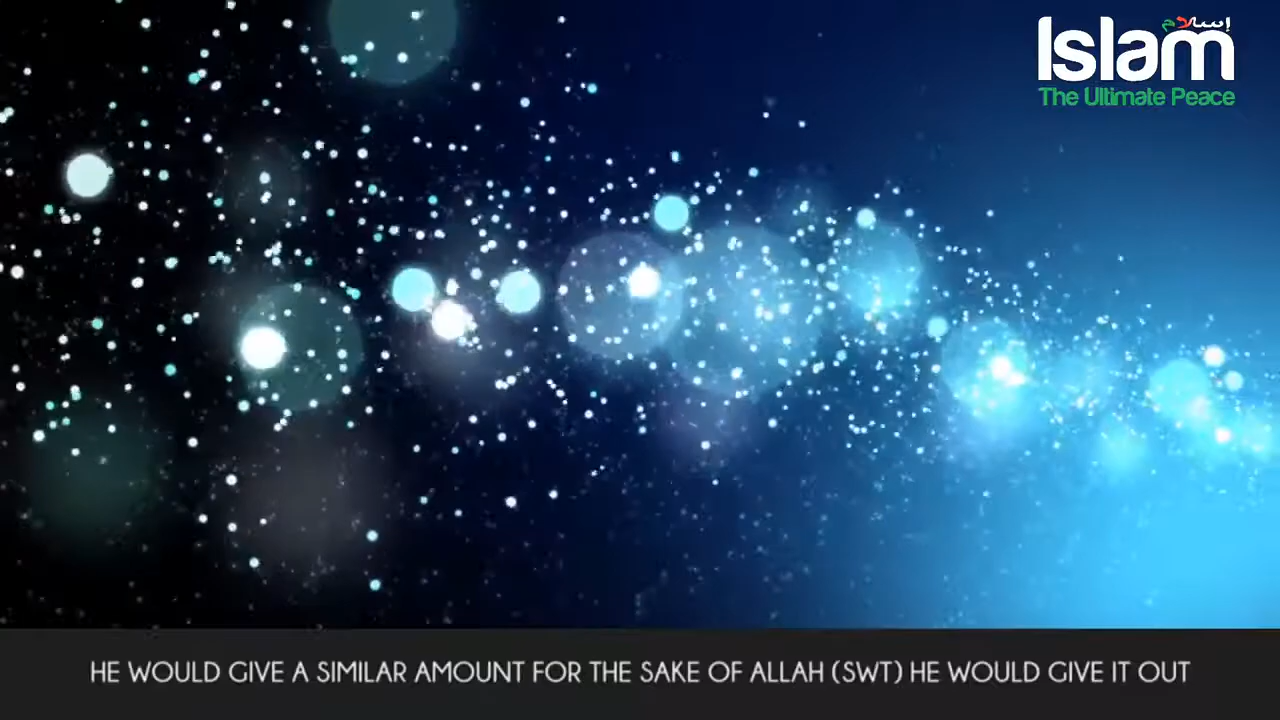 إسلام
Islam
The Ultimate Peace
HE WOULD GIVE A SIMILAR AMOUNT FOR THE SAKE OF ALLAH (SWT) HE WOULD GIVE IT OUT